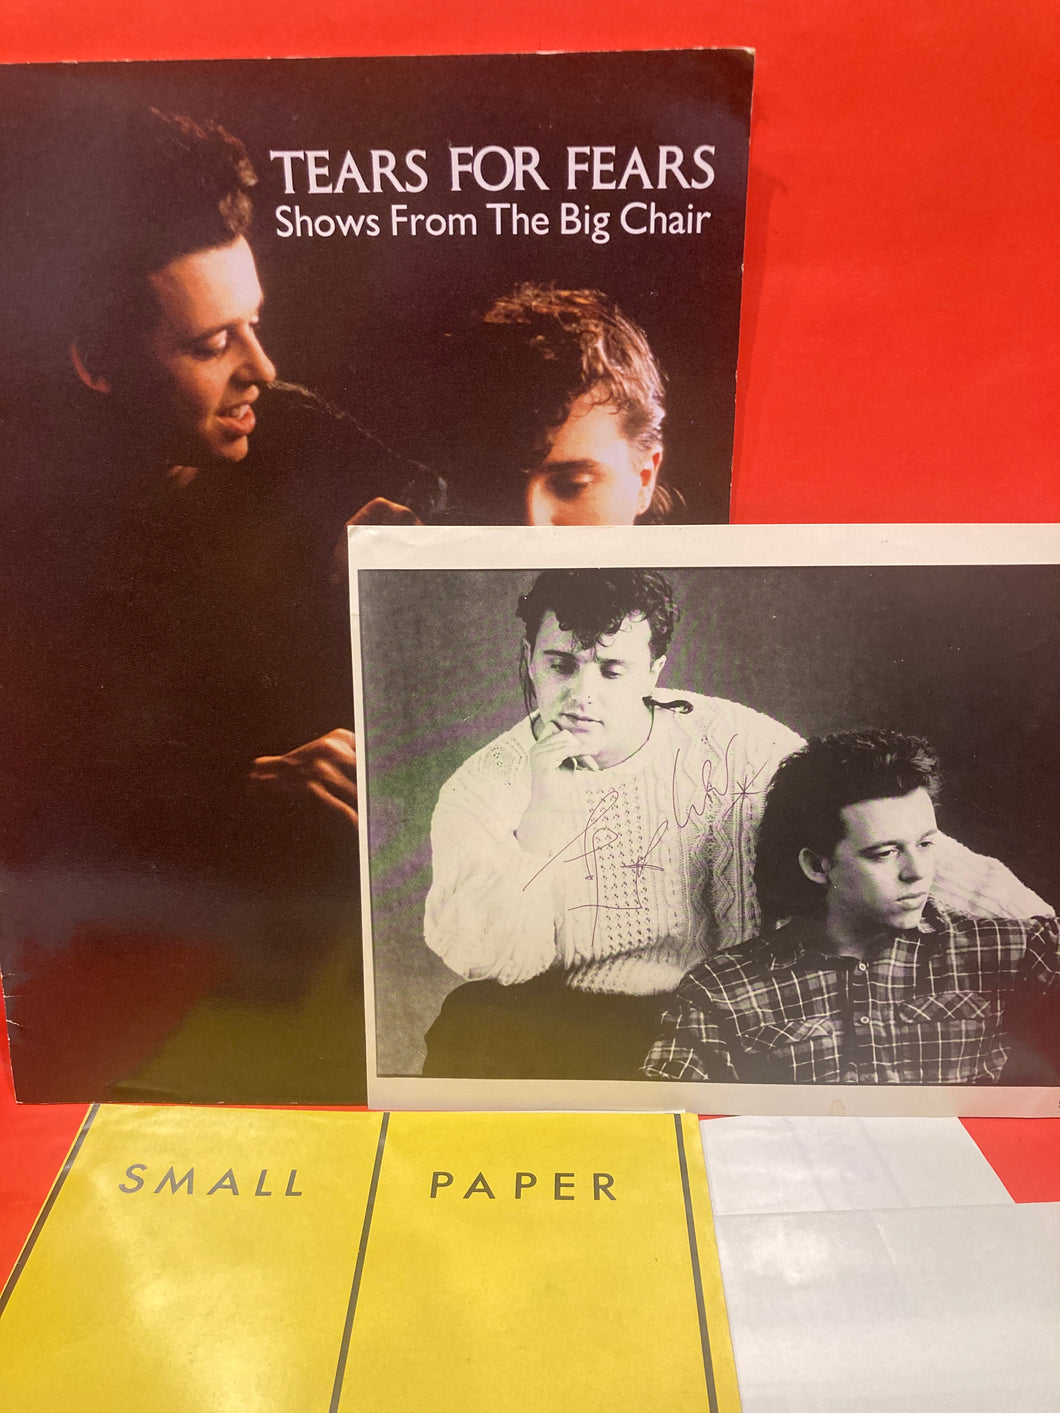 TEARS FOR FEARS
Shows From The Big Chair
SMALL PAPER